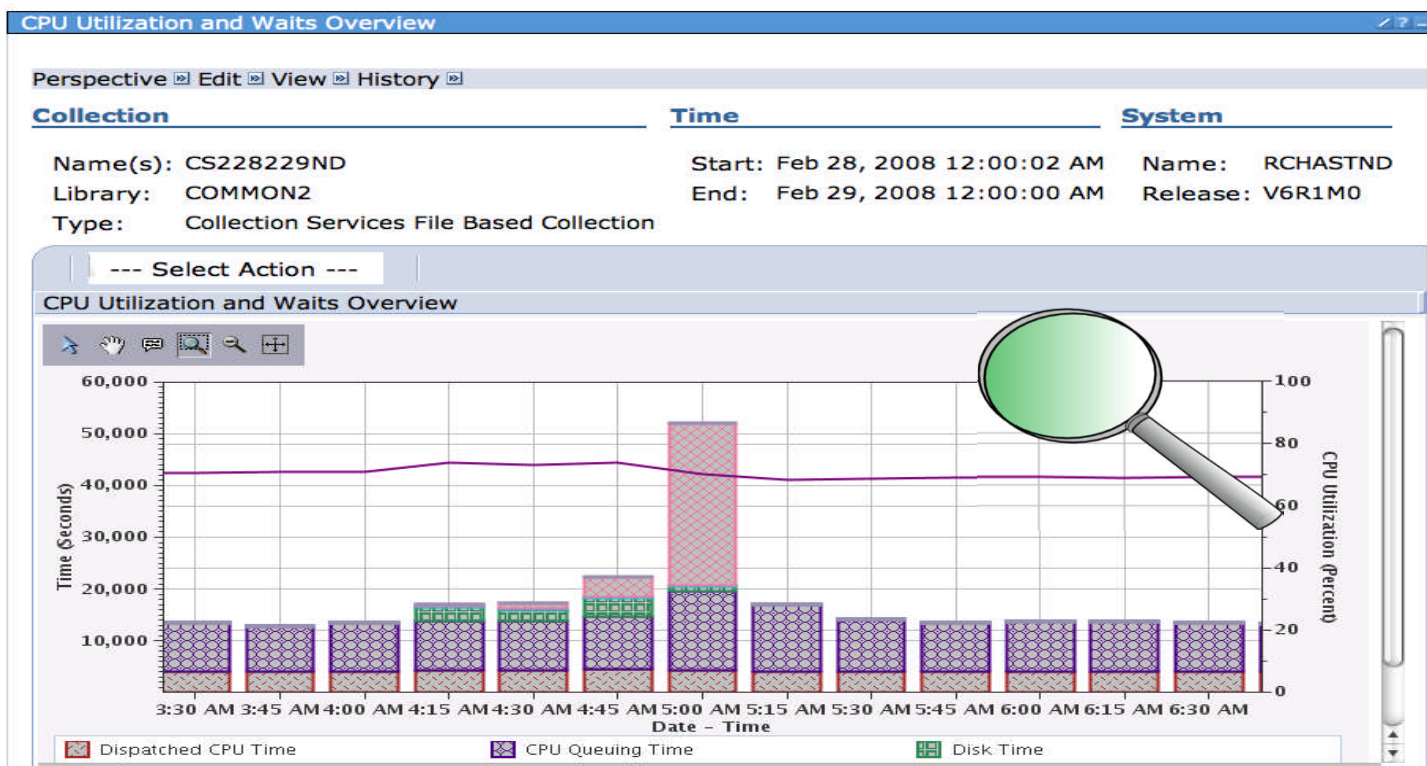 CPU Utilization and Waits Overview
Perspective Edit View History
Collection
Name(s): CS228229ND
Library: COMMON2
Type: Collection Services File Based Collection
Time
Start: Feb 28, 2008 12:00:02 AM
End: Feb 29, 2008 12:00:00 AM
System
Name: RCHASTND
Release: V6R1M0
--- Select Action ---
CPU Utilization and Waits Overview
60,000
50,000
40,000
30,000
20,000
10,000
Time (Seconds)
100
80
60
40
20
0
CPU Utilization (Percent)
3:30 AM 3:45 AM 4:00 AM 4:15 AM 4:30 AM 4:45 AM 5:00 AM 5:15 AM 5:30 AM 5:45 AM 6:00 AM 6:15 AM 6:30 AM
Date - Time
Dispatched CPU Time CPU Queuing Time Disk Time